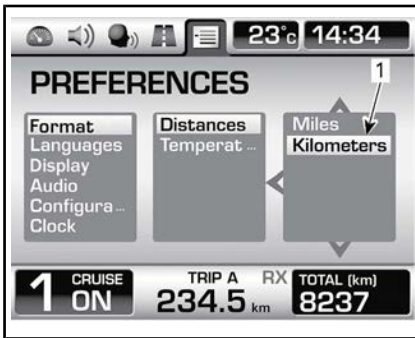 23°c 14:34
1
PREFERENCES
Format
Languages
Display
Audio
Configura ...
Clock
Distances
Temperat ...
Miles
Kilometers
1 CRUISE ON
TRIP A
234.5 km
RX
TOTAL (km)
8237